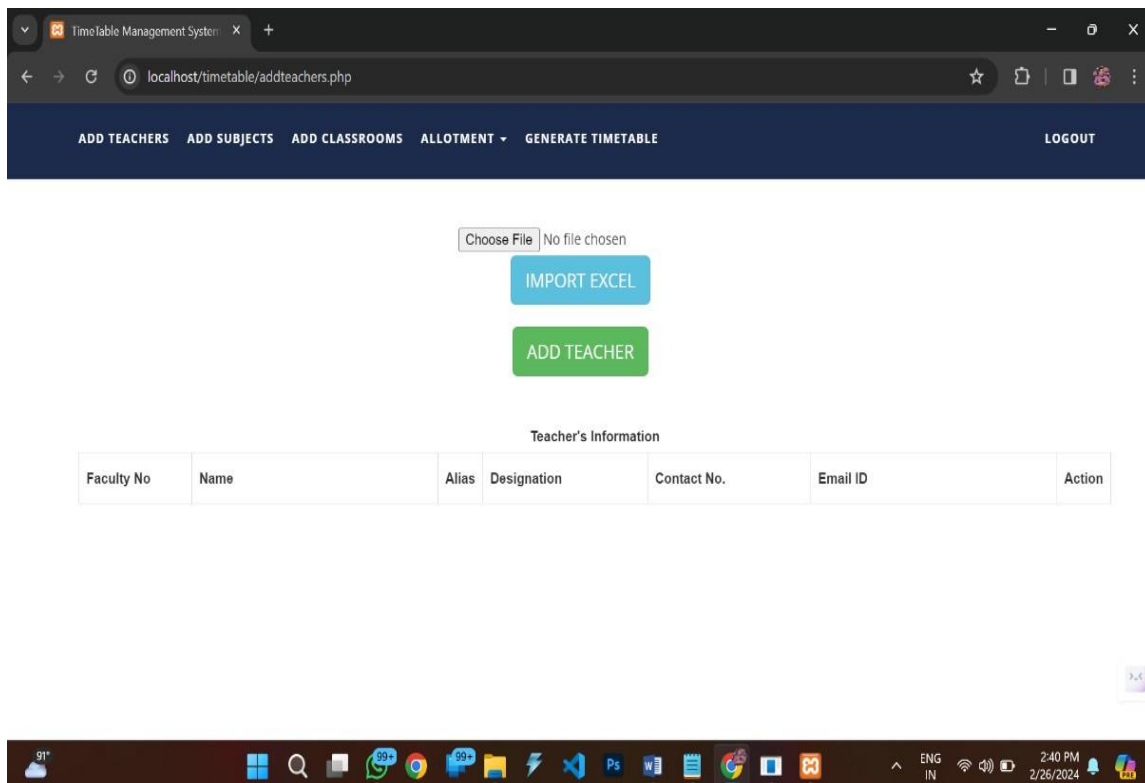 TimeTable Management System
localhost/timetable/addteachers.php
ADD TEACHERS ADD SUBJECTS ADD CLASSROOMS ALLOTMENT GENERATE TIMETABLE LOGOUT
Choose File No file chosen
IMPORT EXCEL
ADD TEACHER
Teacher's Information
Faculty No Name Alias Designation Contact No. Email ID Action
91° 99+ 99+ Ps ENG 2:40 PM
IN 2/26/2024